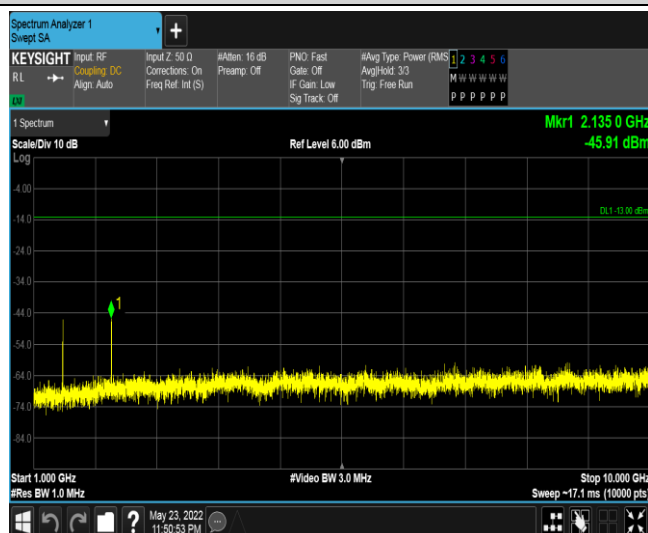 Spectrum Analyzer 1
Swept SA
KEYSIGHT Input: RF Input Z: 50 Ω #Atten: 16 dB PNO: Fast #Avg Type: Power (RMS 1 2 3 4 5 6
RL Coupling: DC Corrections: On Preamp: Off Gate: Off Avg|Hold: 3/3 M W W W W W
Align: Auto Freq Ref: Int (S) IF Gain: Low Trig: Free Run
Sig Track: Off P P P P P P
1 Spectrum
Mkr1 2.135 0 GHz
Scale/Div 10 dB Ref Level 6.00 dBm -45.91 dBm
Log
-4.00
DL1 -13.00 dBm
-14.0
-24.0
-34.0
1
-44.0
-54.0
-64.0
-74.0
-84.0
Start 1.000 GHz #Video BW 3.0 MHz Stop 10.000 GHz
#Res BW 1.0 MHz Sweep ~17.1 ms (10000 pts)
? May 23, 2022
11:50:53 PM